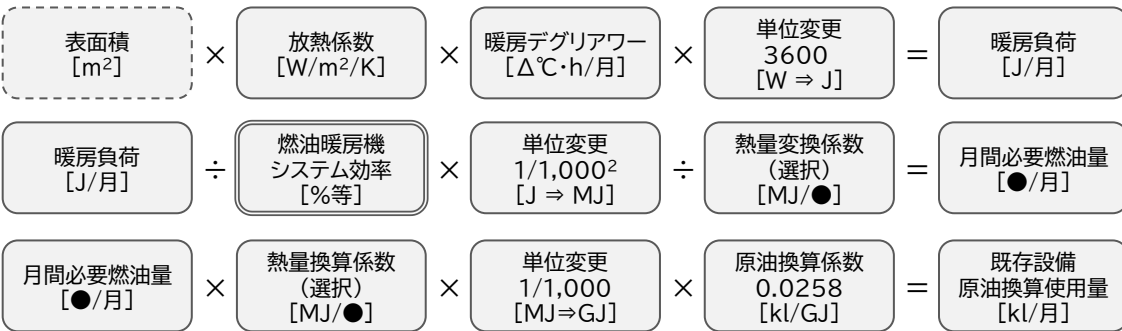 表面積
[m²]
×
放熱係数
[W/m²/K]
×
暖房デグリアワー
[Δ℃・h/月]
×
単位変更
3600
[W ⇒ J]
=
暖房負荷
[J/月]
暖房負荷
[J/月]
÷
燃油暖房機
システム効率
[%等]
×
単位変更
1/1,000²
[J ⇒ MJ]
÷
熱量変換係数
(選択)
[MJ/●]
=
月間必要燃油量
[●/月]
月間必要燃油量
[●/月]
×
熱量換算係数
(選択)
[MJ/●]
×
単位変更
1/1,000
[MJ⇒GJ]
×
原油換算係数
0.0258
[kl/GJ]
=
既存設備
原油換算使用量
[kl/月]